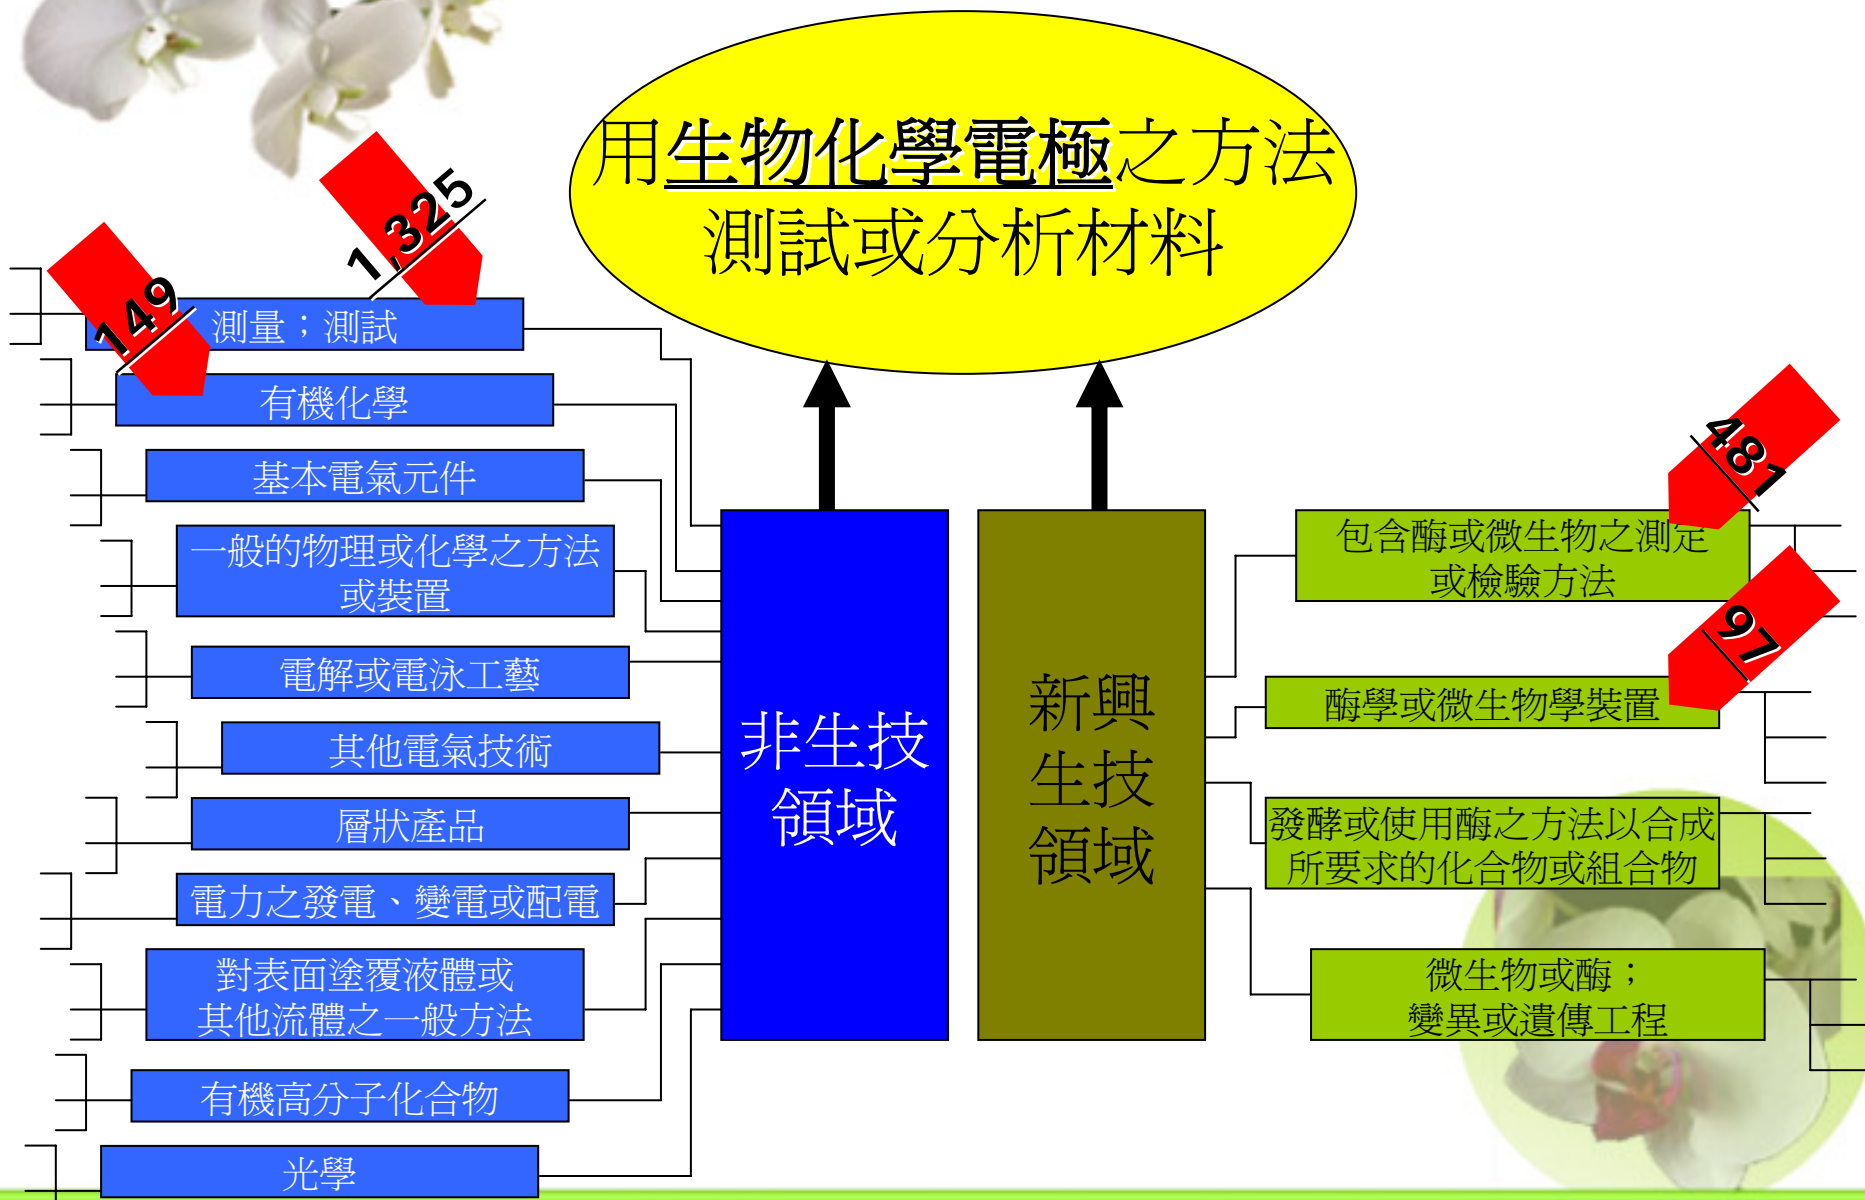 用生物化學電極之方法
測試或分析材料
1,325
149
測量；測試
有機化學
基本電氣元件
一般的物理或化學之方法
或裝置
電解或電泳工藝
其他電氣技術
層狀產品
電力之發電、變電或配電
對表面塗覆液體或
其他流體之一般方法
有機高分子化合物
光學
非生技
領域
新興
生技
領域
481
包含酶或微生物之測定
或檢驗方法
97
酶學或微生物學裝置
發酵或使用酶之方法以合成
所要求的化合物或組合物
微生物或酶；
變異或遺傳工程